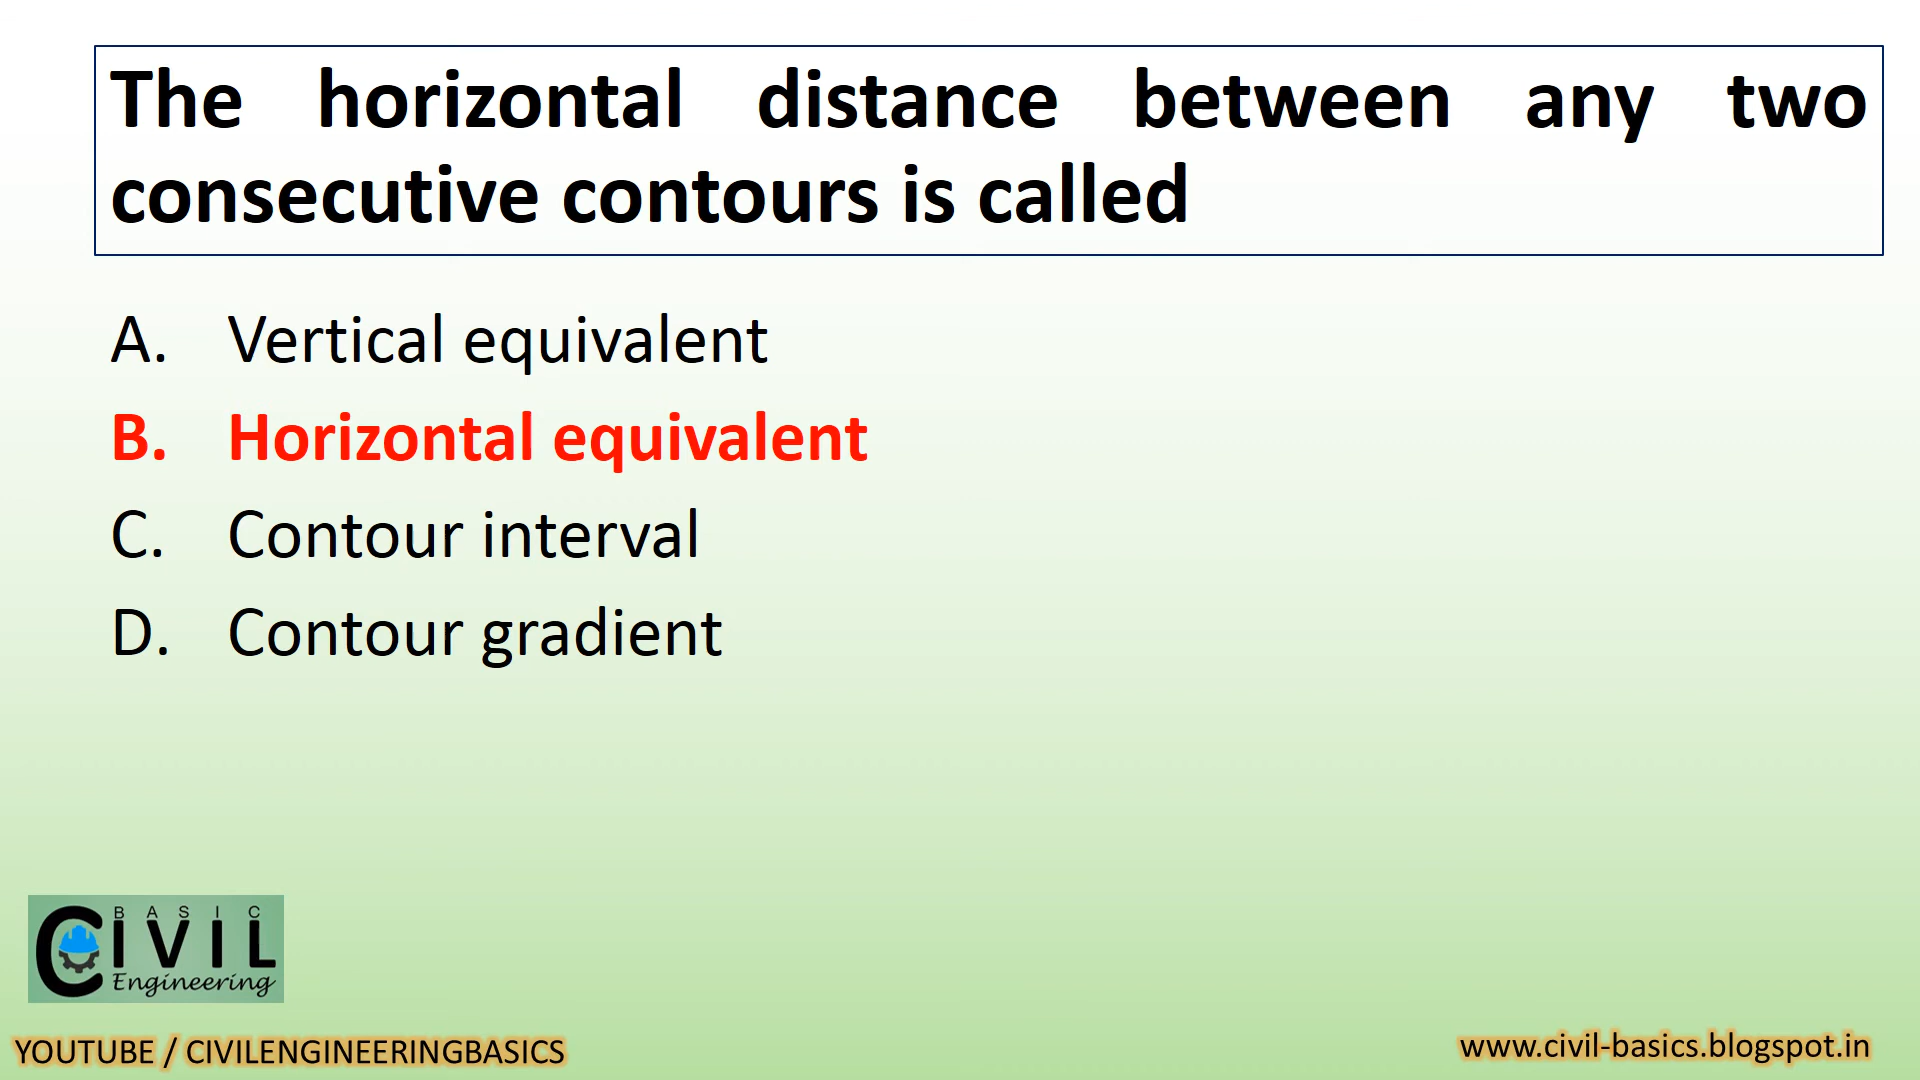 The horizontal distance between any two
consecutive contours is called
A. Vertical equivalent
B. Horizontal equivalent
C. Contour interval
D. Contour gradient
BASIC
CIVIL
Engineering
YOUTUBE / CIVILENGINEERINGBASICS
www.civil-basics.blogspot.in